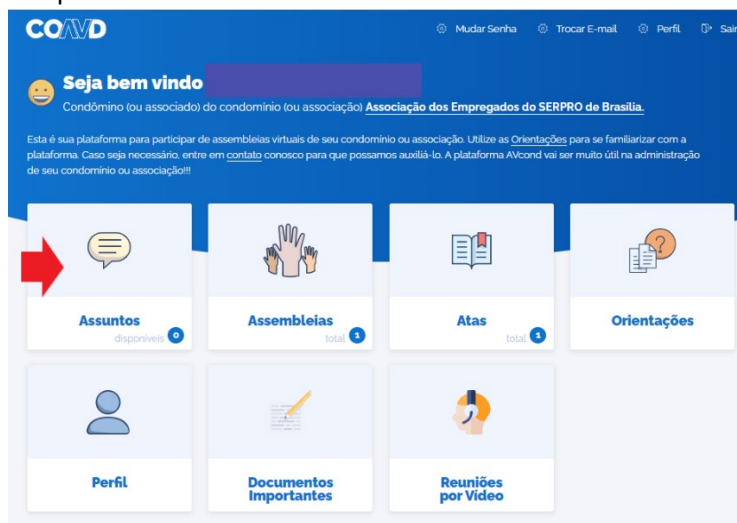 COAVD
Mudar Senha Trocar E-mail Perfil Sair
Seja bem vindo
Condômino (ou associado) do condomínio (ou associação) Associação dos Empregados do SERPRO de Brasília.
Esta é sua plataforma para participar de assembleias virtuais de seu condomínio ou associação. Utilize as Orientações para se familiarizar com a
plataforma. Caso seja necessário, entre em contato conosco para que possamos auxiliá-lo. A plataforma AVcond vai ser muito útil na administração
de seu condomínio ou associação!!!
Assuntos
disponíveis 0
Assembleias
total 1
Atas
total 1
Orientações
Perfil
Documentos
Importantes
Reuniões
por Vídeo